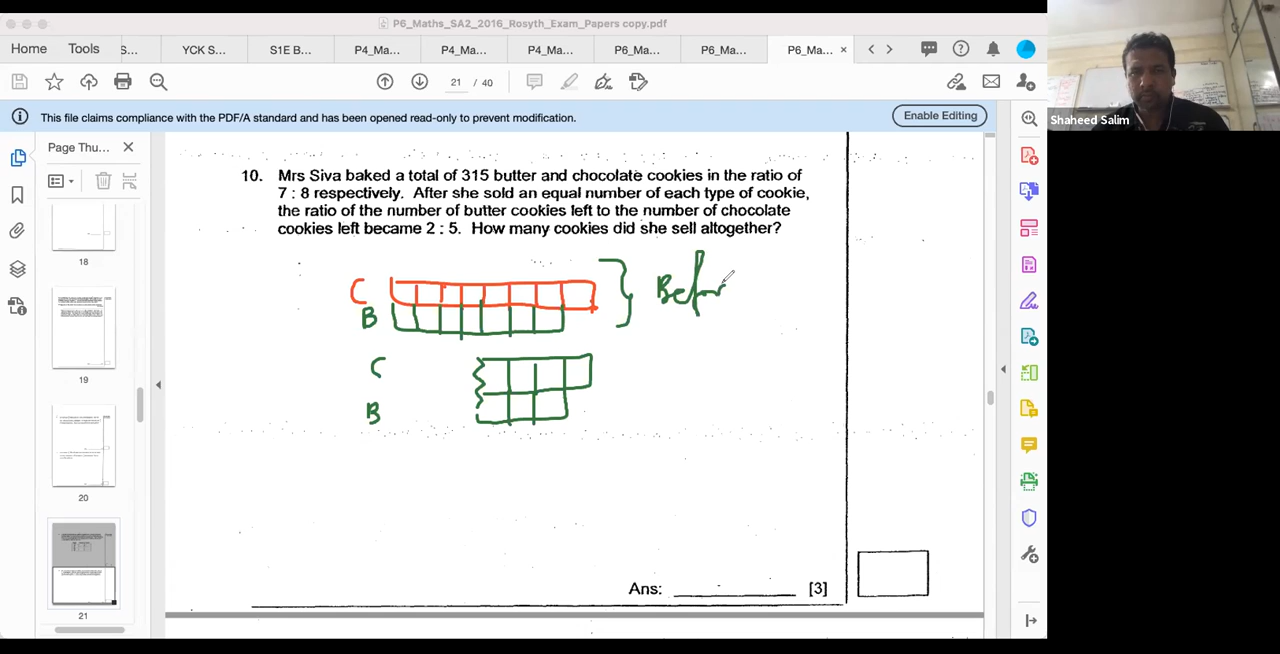 P6_Maths_SA2_2016_Rosyth_Exam_Papers copy.pdf
Home Tools S... YCK S... S1E B... P4_Ma... P4_Ma... P4_Ma... P6_Ma... P6_Ma... P6_Ma... ×
21 / 40
Shaheed Salim
This file claims compliance with the PDF/A standard and has been opened read-only to prevent modification. Enable Editing
Page Thu... ×
18
19
20
21
10. Mrs Siva baked a total of 315 butter and chocolate cookies in the ratio of
7 : 8 respectively. After she sold an equal number of each type of cookie,
the ratio of the number of butter cookies left to the number of chocolate
cookies left became 2 : 5. How many cookies did she sell altogether?
C
B
Befor
C
B
Ans: [3]